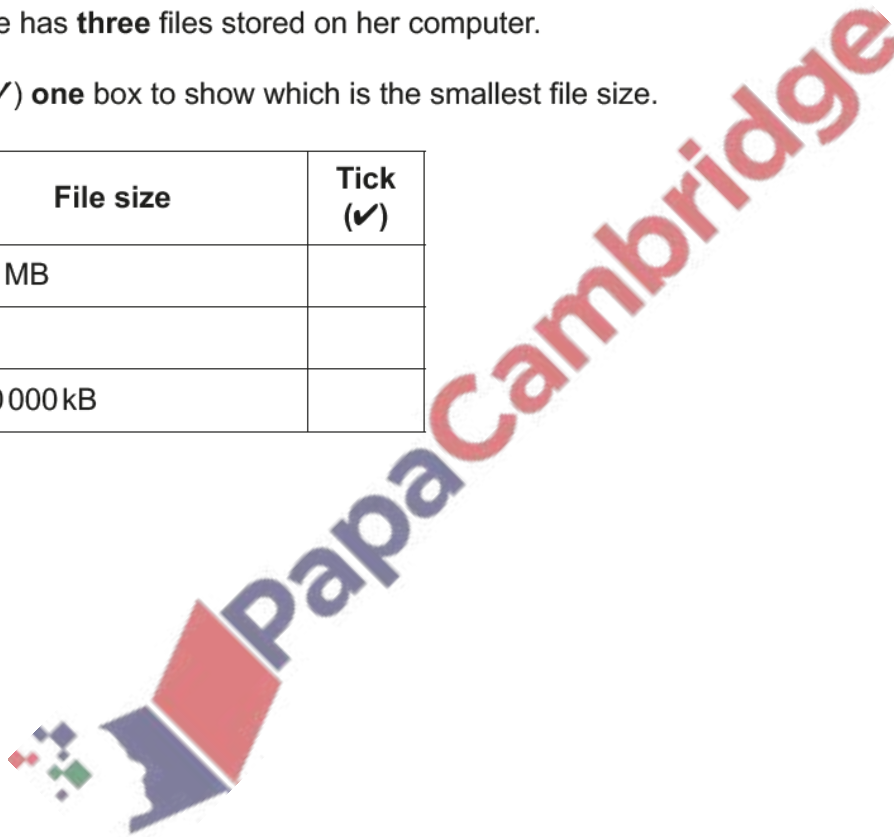 e has three files stored on her computer.
) one box to show which is the smallest file size.
File size
Tick
(✔)
MB
000 kB
PapaCambridge